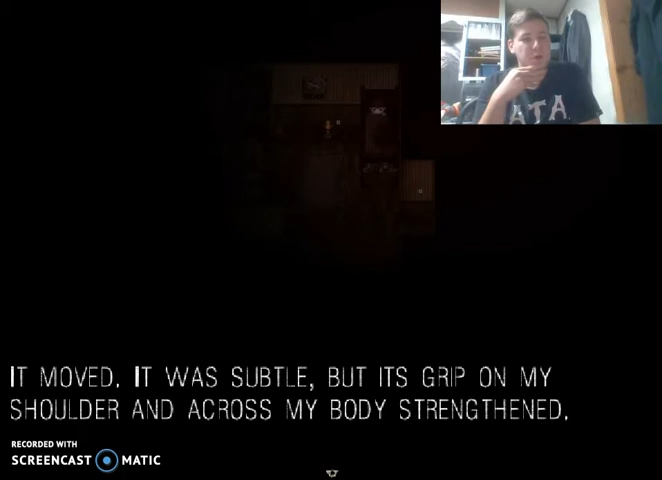 ATA
IT MOVED. IT WAS SUBTLE, BUT ITS GRIP ON MY
SHOULDER AND ACROSS MY BODY STRENGTHENED.
RECORDED WITH
SCREENCAST MATIC